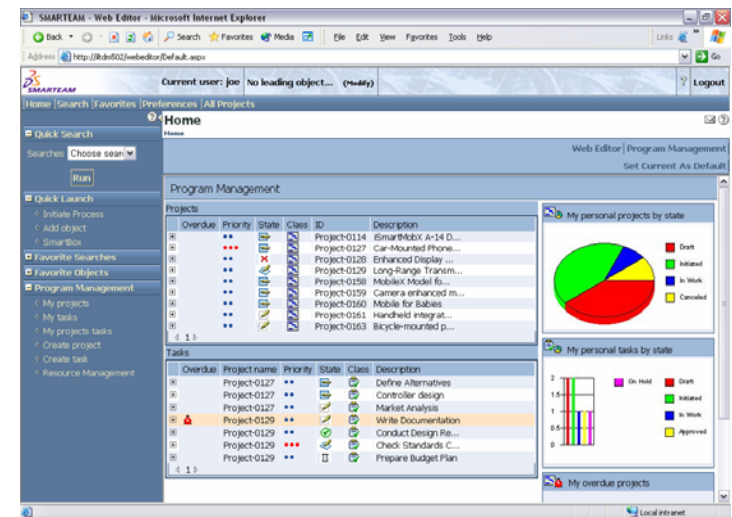 SMARTEAM - Web Editor - Microsoft Internet Explorer
Back Search Favorites Media File Edit View Favorites Tools Help Links
Address http://iltdn502/webeditor/Default.aspx Go
SMARTEAM Current user: joe No leading object... (Modify) Logout
Home Search Favorites Preferences All Projects
Home
Home
Quick Search
Searches Choose sear
Run
Web Editor Program Management
Set Current As Default
Quick Launch
Initiate Process
Add object
SmartBox
Favorite Searches
Favorite Objects
Program Management
My projects
My tasks
My projects tasks
Create project
Create task
Resource Management
Program Management
Projects
Overdue Priority State Class ID Description
Project-0114 iSmartMobX A-14 D...
Project-0127 Car-Mounted Phone...
Project-0128 Enhanced Display ...
Project-0129 Long-Range Transm...
Project-0158 MobileX Model fo...
Project-0159 Camera enhanced m...
Project-0160 Mobile for Babies
Project-0161 Handheld integrat...
Project-0163 Bicycle-mounted p...
1
Tasks
Overdue Project name Priority State Class Description
Project-0127 Define Alternatives
Project-0127 Controller design
Project-0127 Market Analysis
Project-0129 Write Documentation
Project-0129 Conduct Design Re...
Project-0129 Check Standards C...
Project-0129 Prepare Budget Plan
1
My personal projects by state
Draft
Initiated
In Work
Canceled
My personal tasks by state
2
1.5
1
0.5
0
On Hold
Draft
Initiated
In Work
Approved
My overdue projects
Local intranet